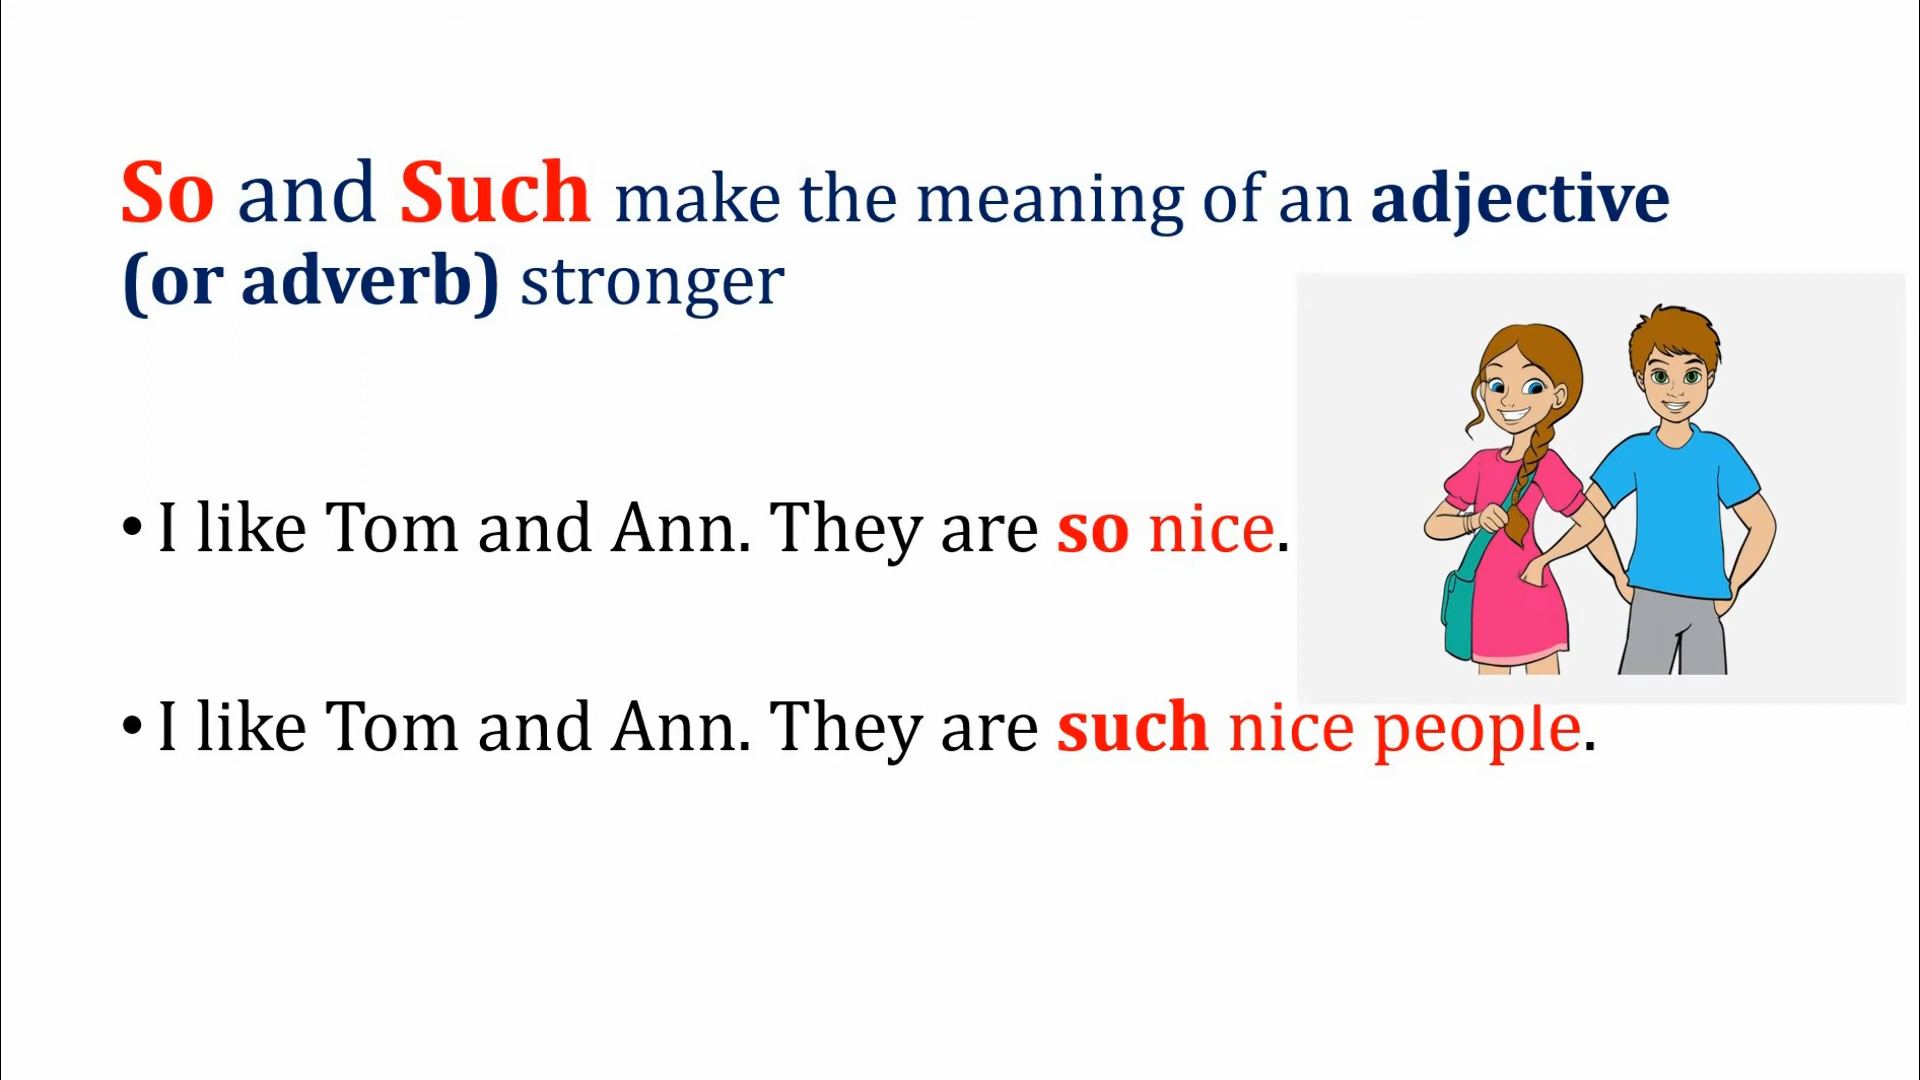 So and Such make the meaning of an adjective
(or adverb) stronger
• I like Tom and Ann. They are so nice.
• I like Tom and Ann. They are such nice people.